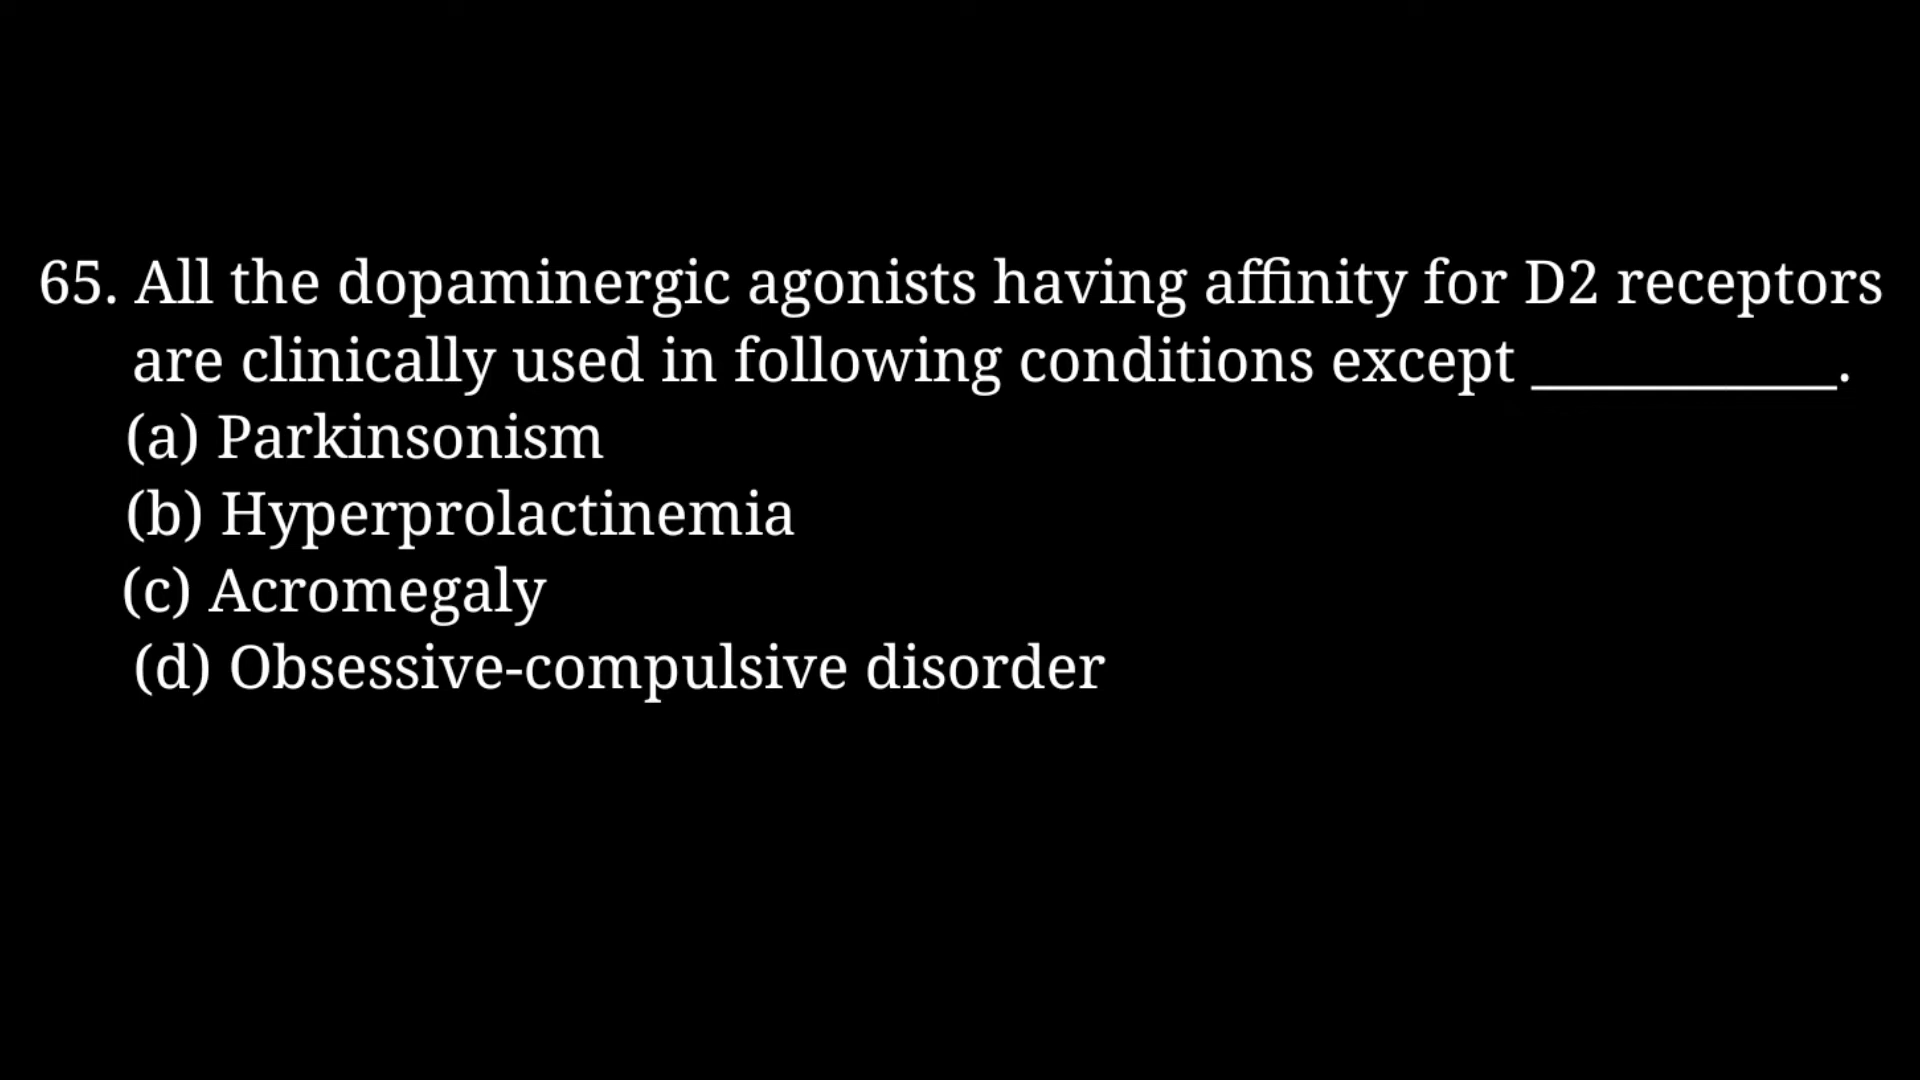 65. All the dopaminergic agonists having affinity for D2 receptors
are clinically used in following conditions except __________.
(a) Parkinsonism
(b) Hyperprolactinemia
(c) Acromegaly
(d) Obsessive-compulsive disorder